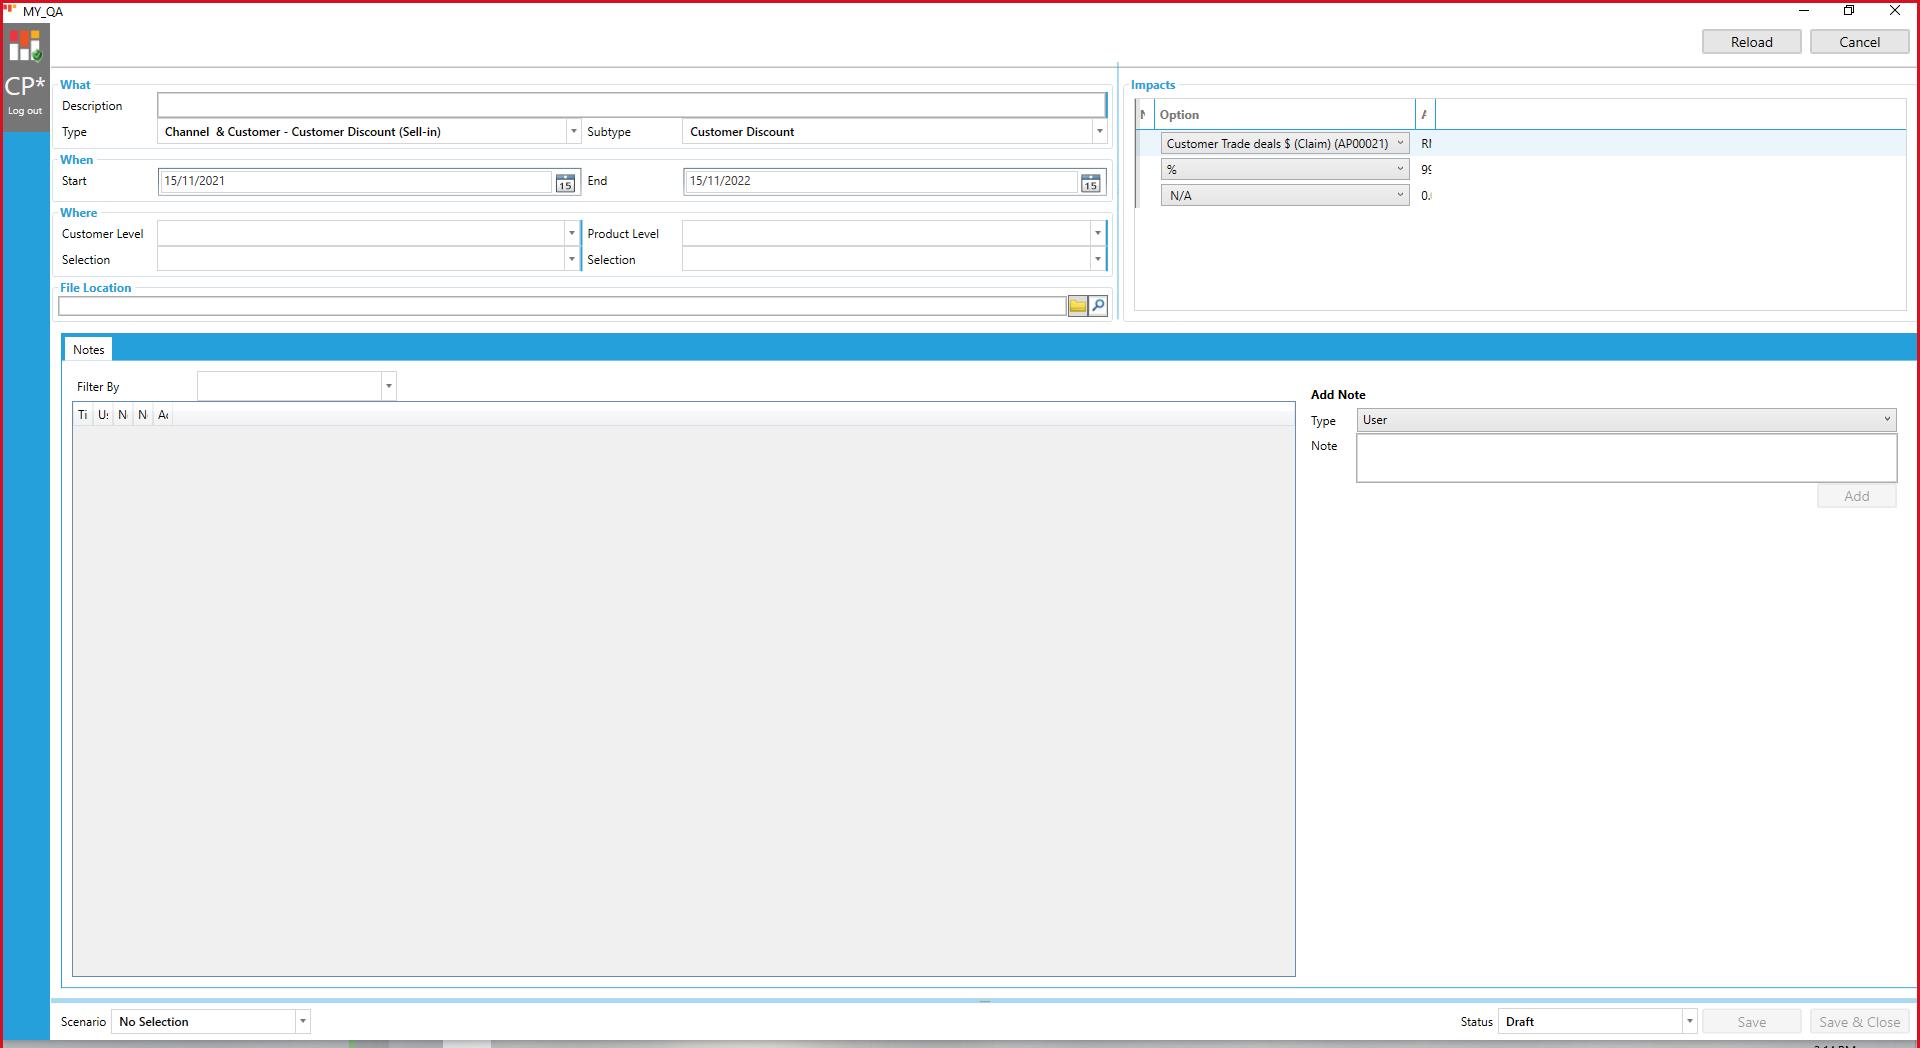 MY_QA
Reload Cancel
CP*
Log out
What
Description
Type Channel & Customer - Customer Discount (Sell-in) Subtype Customer Discount
When
Start 15/11/2021 15 End 15/11/2022 15
Where
Customer Level Product Level
Selection Selection
File Location
Impacts
Option
Customer Trade deals $ (Claim) (AP00021)
%
N/A
Notes
Filter By
Ti
Add Note
Type User
Note
Add
Scenario No Selection Status Draft Save Save & Close